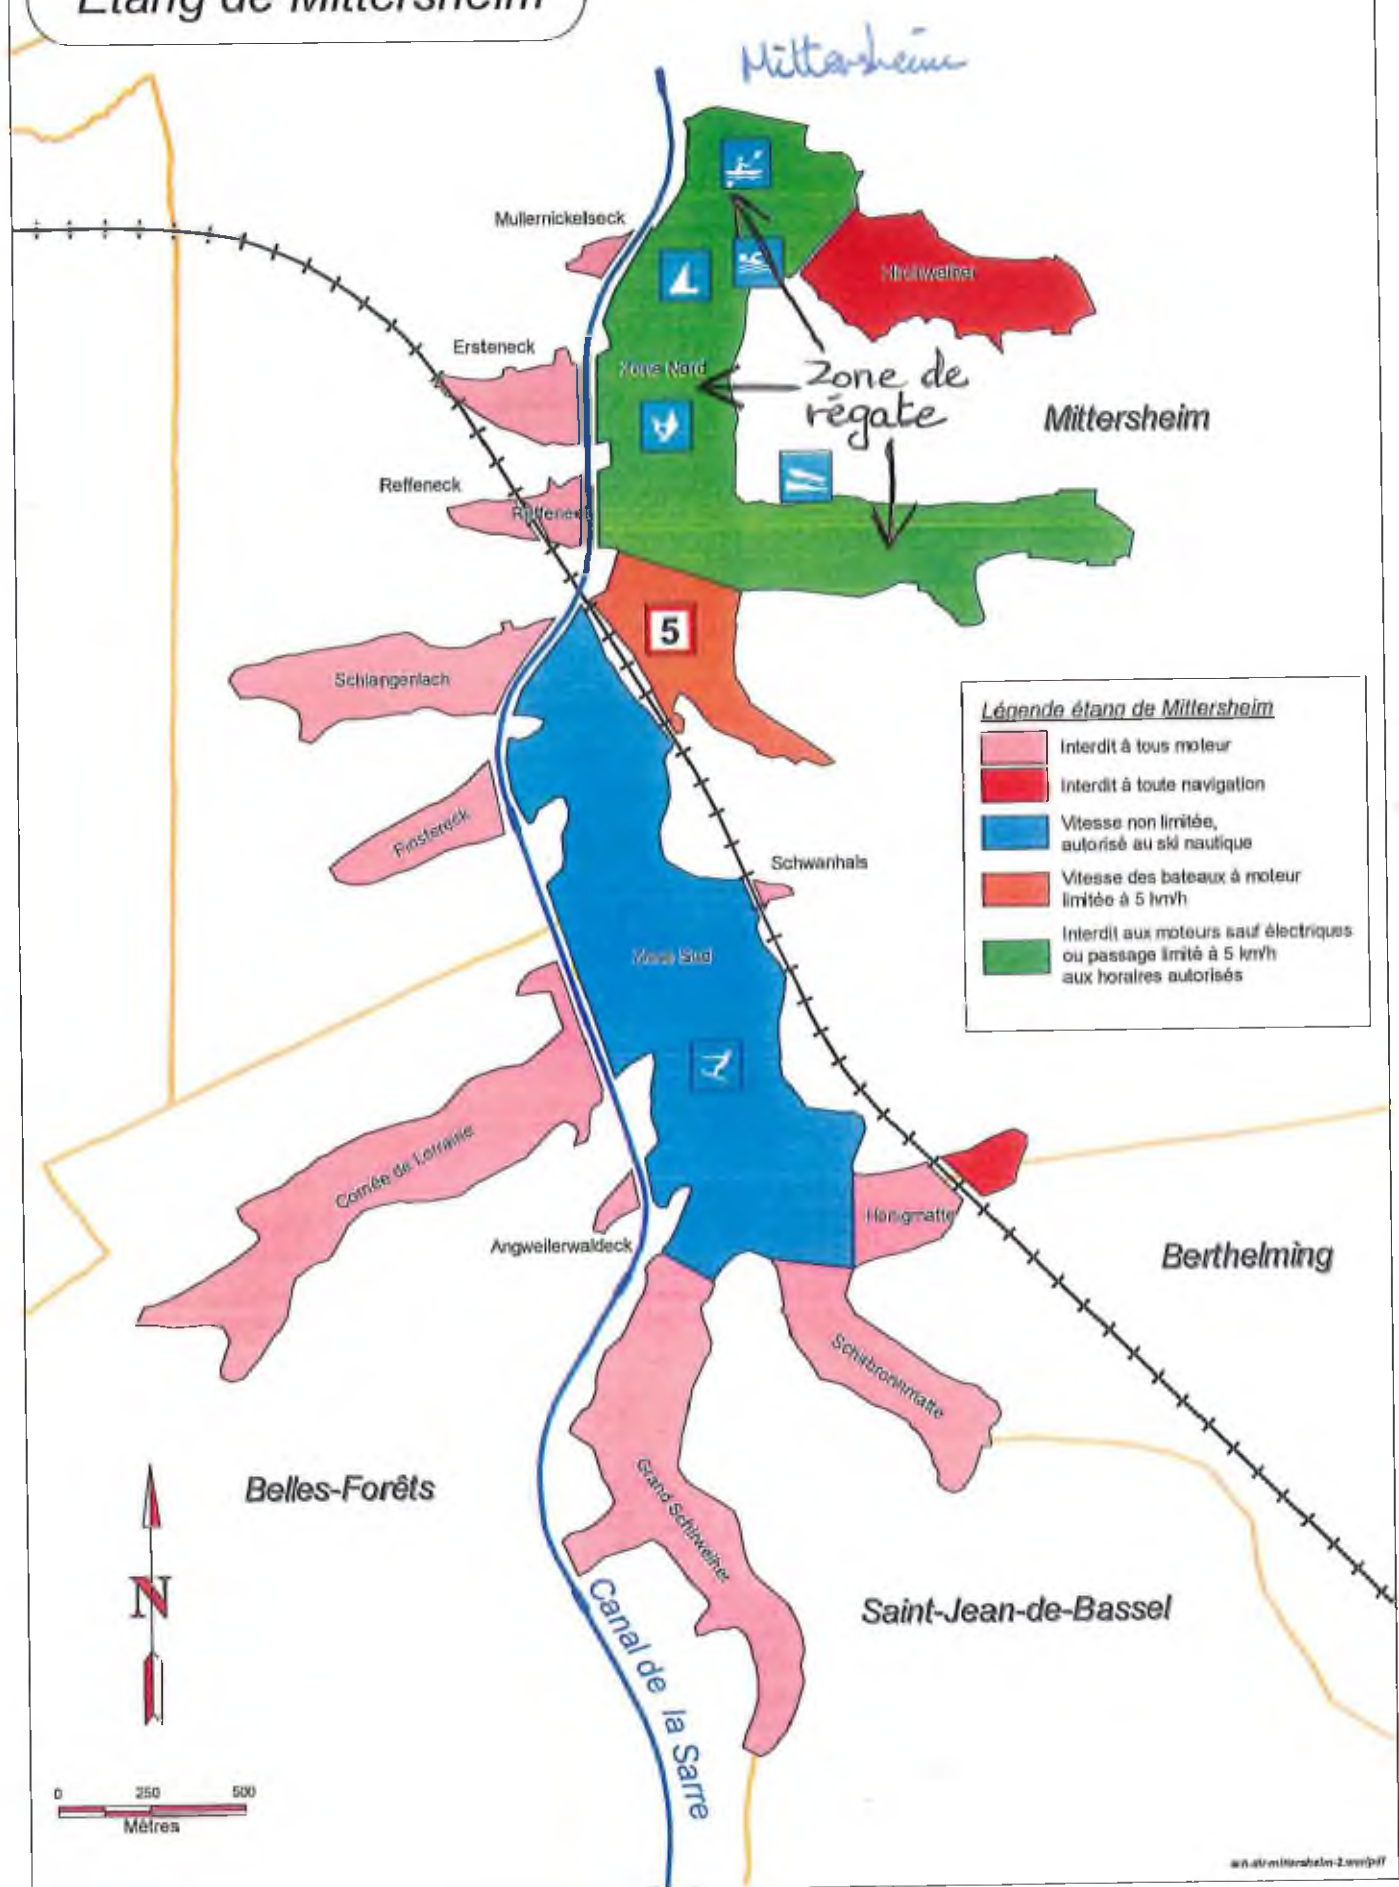 Etang de Mittersheim
Mittersheim
Mullernickelseck
Hirchweiher
Ersteneck
Zone Nord
Zone de
régate
Mittersheim
Reffeneck
Reffeneck
5
Schlangenlach
Légende étang de Mittersheim
Interdit à tous moteur
Interdit à toute navigation
Vitesse non limitée,
autorisé au ski nautique
Vitesse des bateaux à moteur
limitée à 5 km/h
Interdit aux moteurs sauf électriques
ou passage limité à 5 km/h
aux horaires autorisés
Finstereck
Schwanhals
Zone Sud
Cornée de Lorraine
Angweilerwaldeck
Honigmatte
Berthelming
Schirbronnmatte
Belles-Forêts
Grand Schirweiher
N
Saint-Jean-de-Bassel
Canal de la Sarre
0 250 500
Mètres